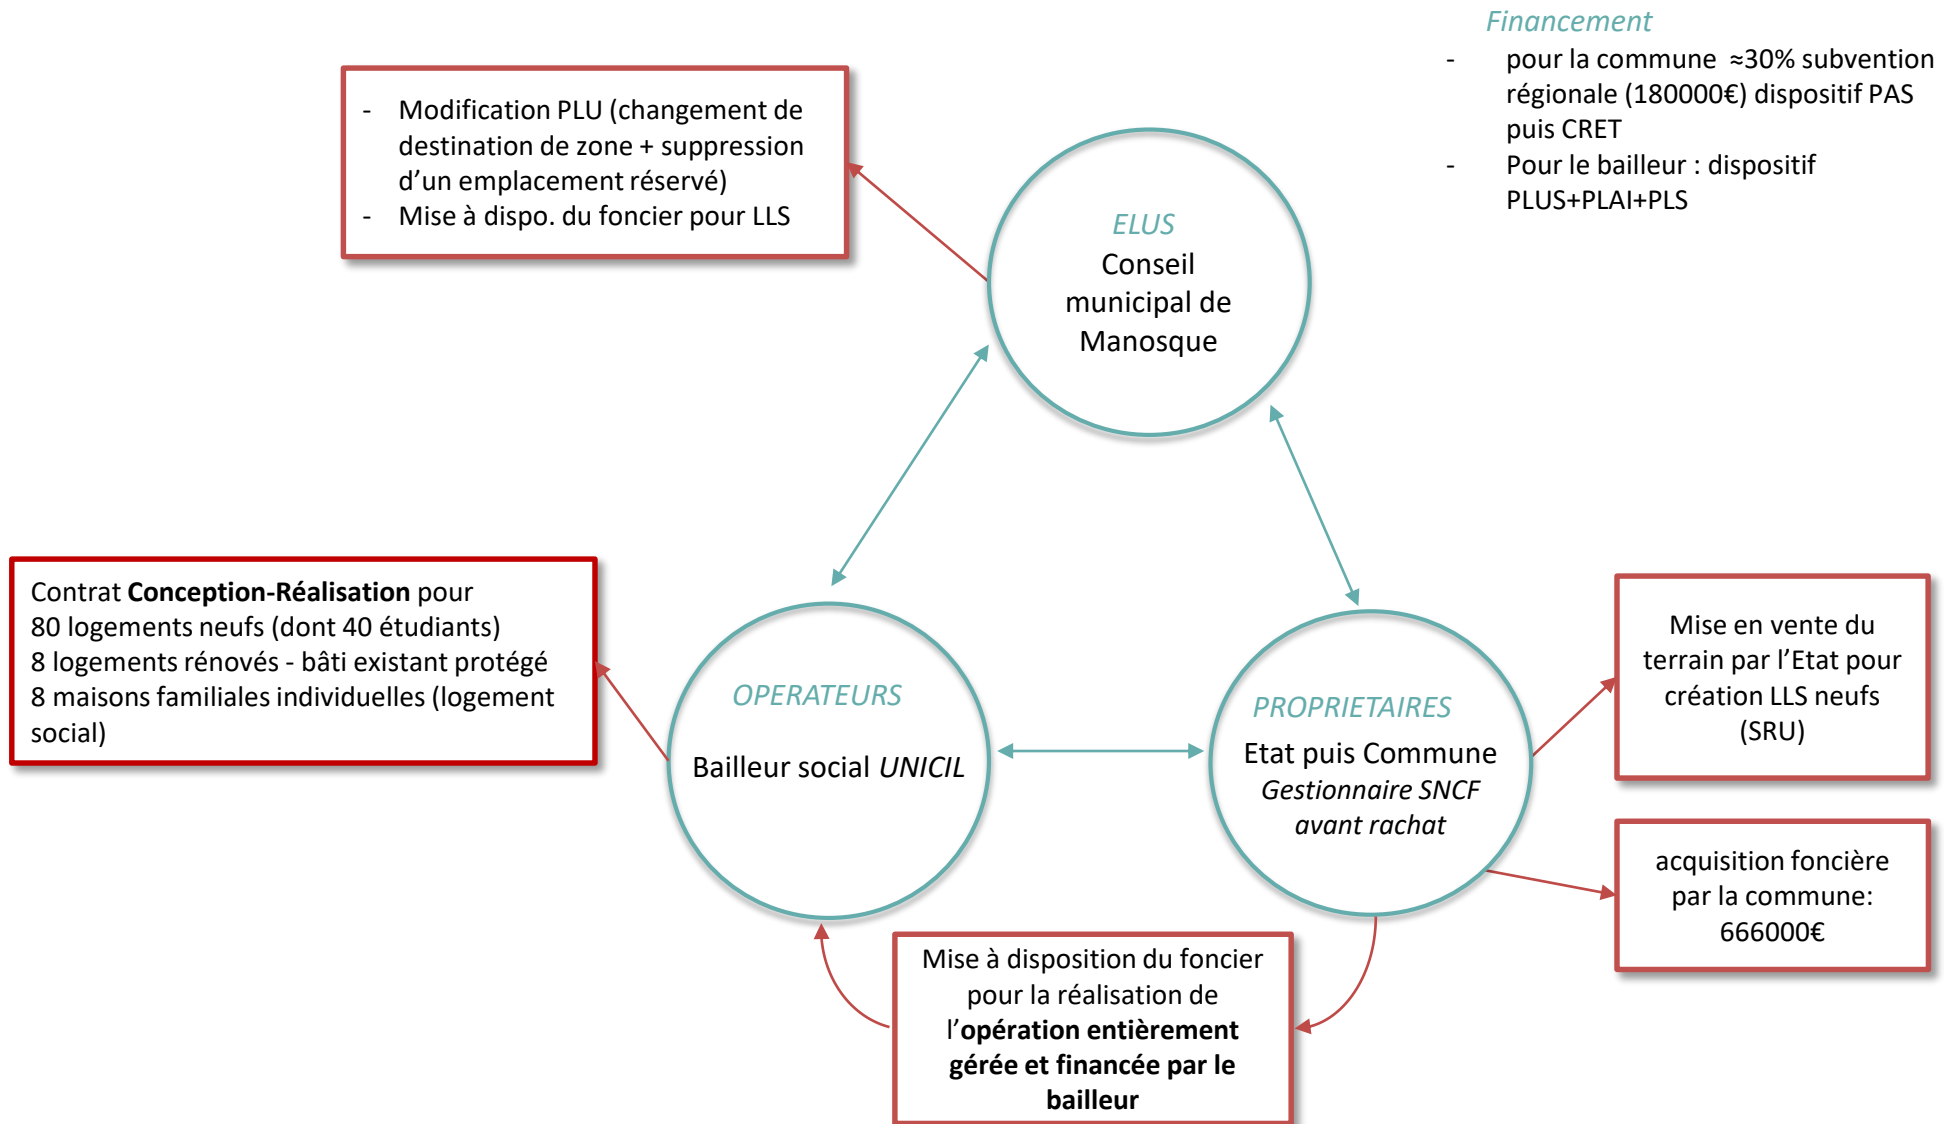 Financement
- pour la commune ≈30% subvention
régionale (180000€) dispositif PAS
puis CRET
- Pour le bailleur : dispositif
PLUS+PLAI+PLS
- Modification PLU (changement de
destination de zone + suppression
d’un emplacement réservé)
- Mise à dispo. du foncier pour LLS
ELUS
Conseil
municipal de
Manosque
Contrat Conception-Réalisation pour
80 logements neufs (dont 40 étudiants)
8 logements rénovés - bâti existant protégé
8 maisons familiales individuelles (logement
social)
OPERATEURS
Bailleur social UNICIL
PROPRIETAIRES
Etat puis Commune
Gestionnaire SNCF
avant rachat
Mise en vente du
terrain par l’Etat pour
création LLS neufs
(SRU)
acquisition foncière
par la commune:
666000€
Mise à disposition du foncier
pour la réalisation de
l’opération entièrement
gérée et financée par le
bailleur